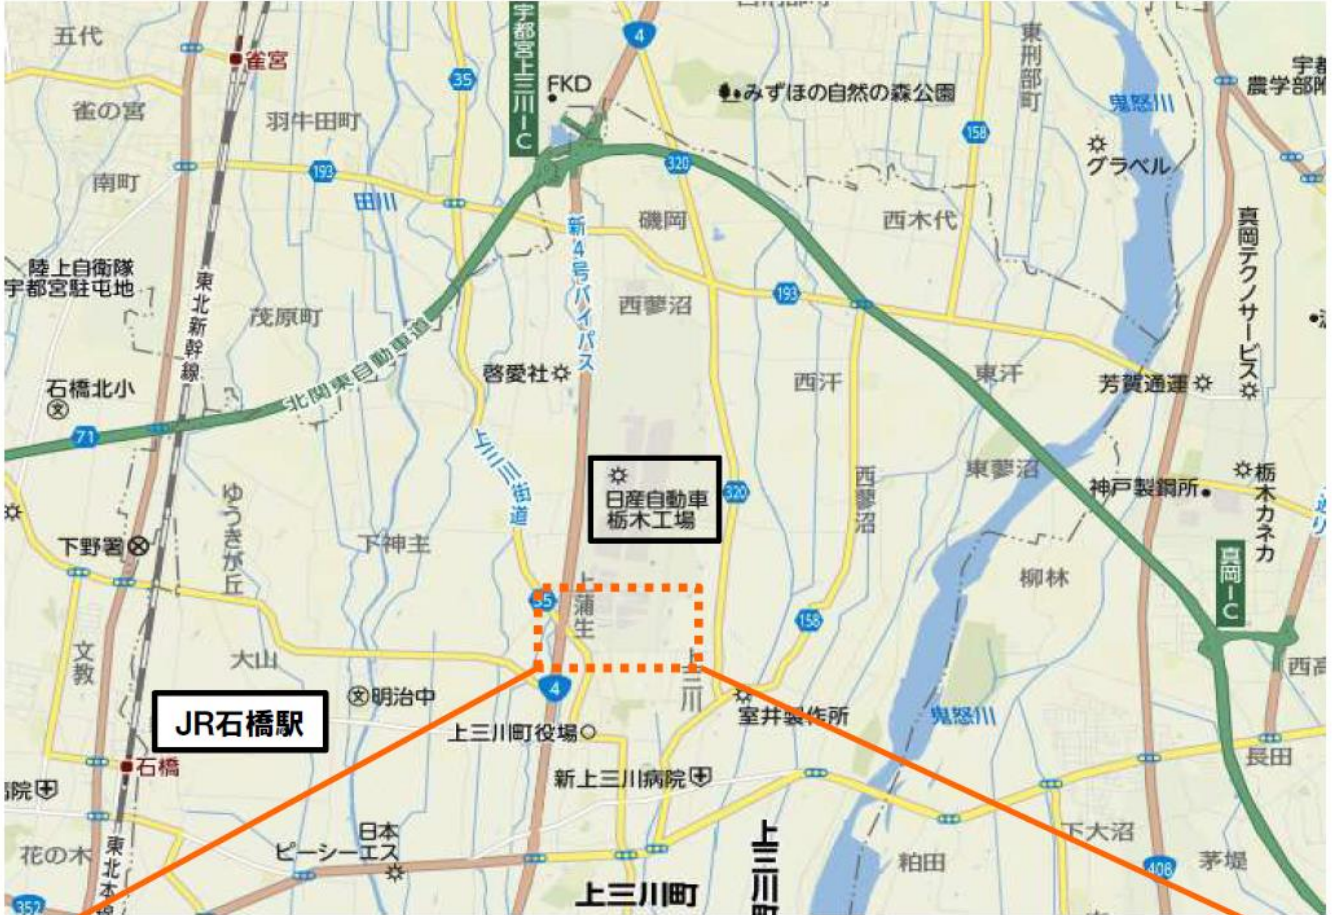 五代
雀宮
35
宇都宮上三川IC
FKD
4
みずほの自然の森公園
東刑部町
鬼怒川
158
グラベル
雀の宮
羽牛田町
193
南町
田川
320
磯岡
西木代
新4号バイパス
真岡テクノサービス
陸上自衛隊
宇都宮駐屯地
東北新幹線
茂原町
西蓼沼
193
北関東自動車道
石橋北小
啓愛社
西汗
東汗
芳賀通運
71
上三川街道
ゆうきが丘
日産自動車
栃木工場
320
西蓼沼
東蓼沼
神戸製鋼所
栃木カネカ
下野署
下神主
柳林
真岡IC
35
上蒲生
158
文教
大山
明治中
4
上三川
室井製作所
鬼怒川
JR石橋駅
上三川町役場
石橋
新上三川病院
長田
日本
ピーシーエス
花の木
東北本線
下大沼
粕田
408
茅堤
352
上三川町